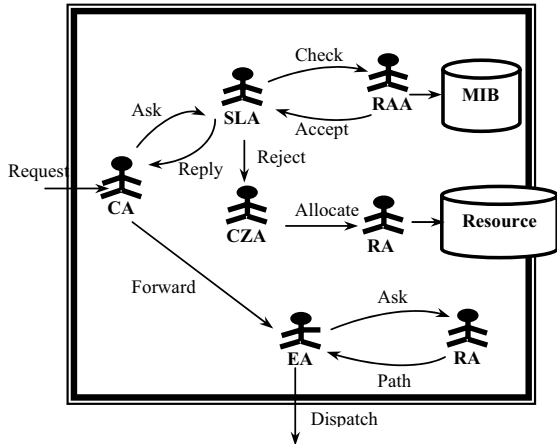 Check
RAA
MIB
Ask
SLA
Accept
Request
Reply
Reject
CA
CZA
Allocate
RA
Resource
Forward
Ask
EA
RA
Path
Dispatch